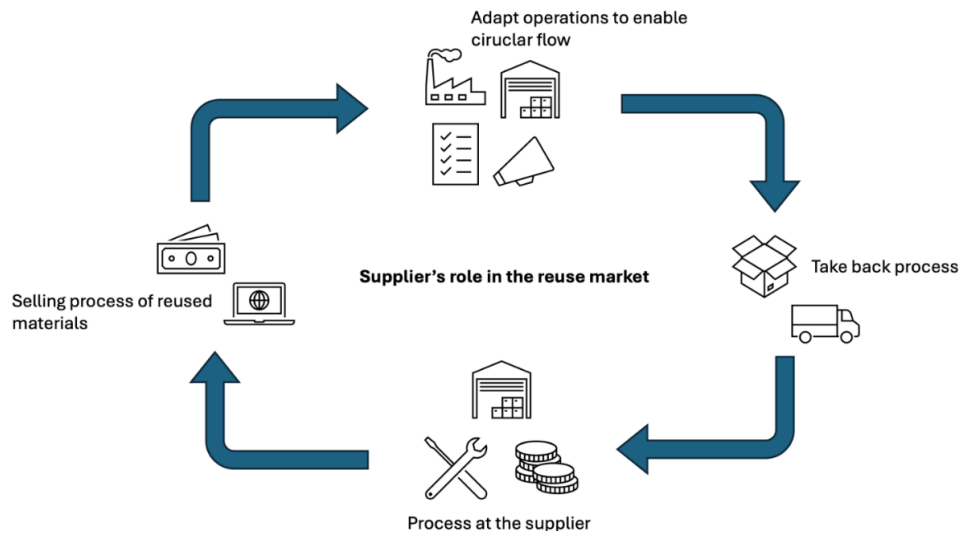 Adapt operations to enable
ciruclar flow
Supplier's role in the reuse market
Take back process
Selling process of reused
materials
Process at the supplier